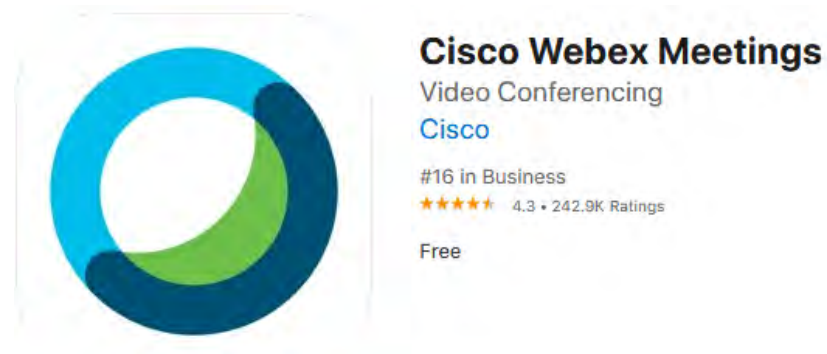 Cisco Webex Meetings
Video Conferencing
Cisco
#16 in Business
4.3 • 242.9K Ratings
Free